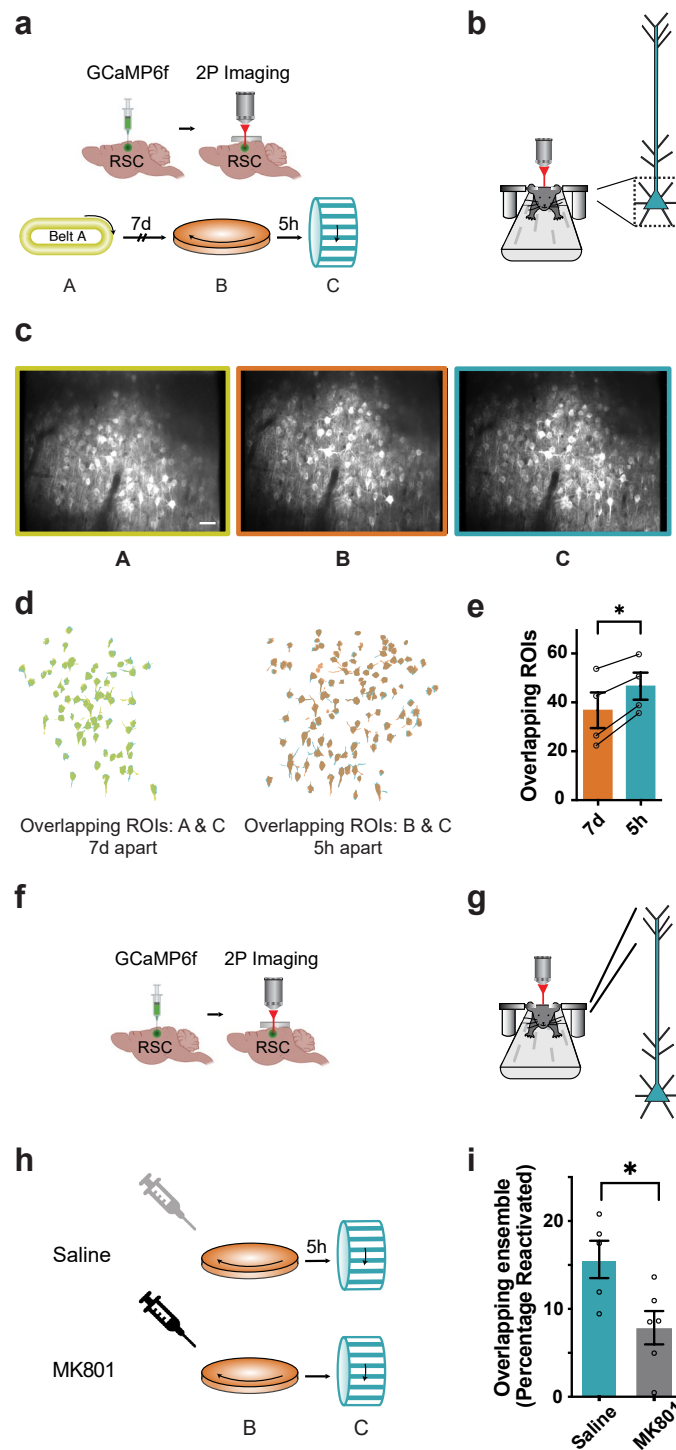 a
GCaMP6f
2P Imaging
RSC
RSC
Belt A
7d
5h
A
B
C
b
c
A
B
C
d
Overlapping ROIs: A & C
7d apart
Overlapping ROIs: B & C
5h apart
e
*
Overlapping ROIs
60
40
20
0
7d
5h
f
GCaMP6f
2P Imaging
RSC
RSC
g
h
Saline
5h
MK801
B
C
i
*
Overlapping ensemble
(Percentage Reactivated)
20
10
0
Saline
MK801